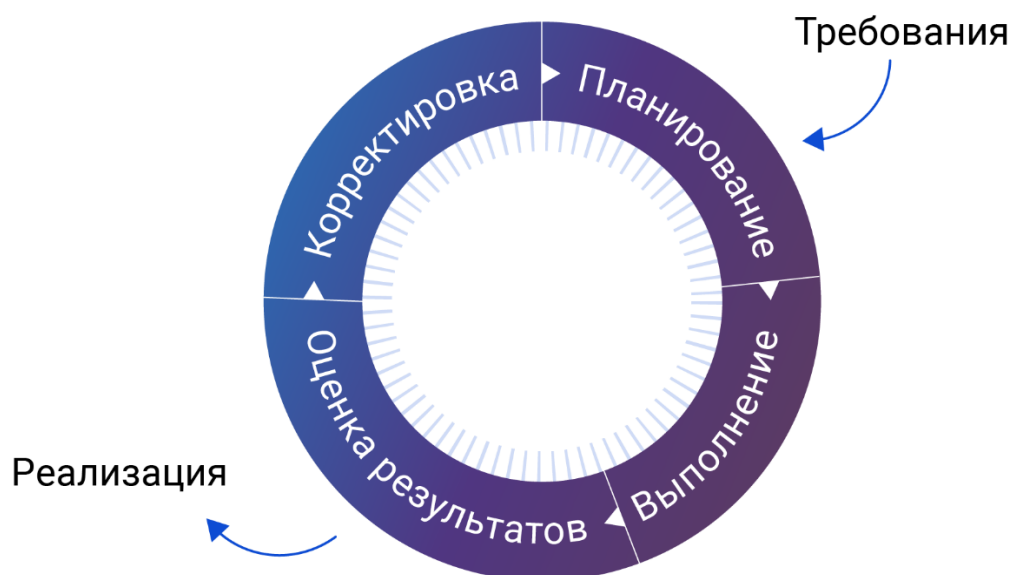 Требования
Планирование
Выполнение
Оценка результатов
Корректировка
Реализация